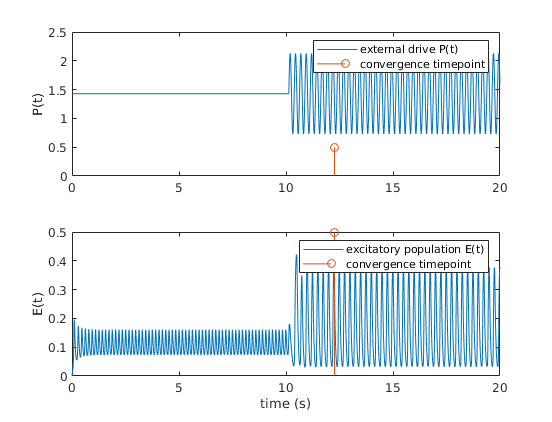 2.5
2
1.5
1
0.5
0
P(t)
external drive P(t)
convergence timepoint
0 5 10 15 20
0.5
0.4
0.3
0.2
0.1
0
E(t)
excitatory population E(t)
convergence timepoint
0 5 10 15 20
time (s)